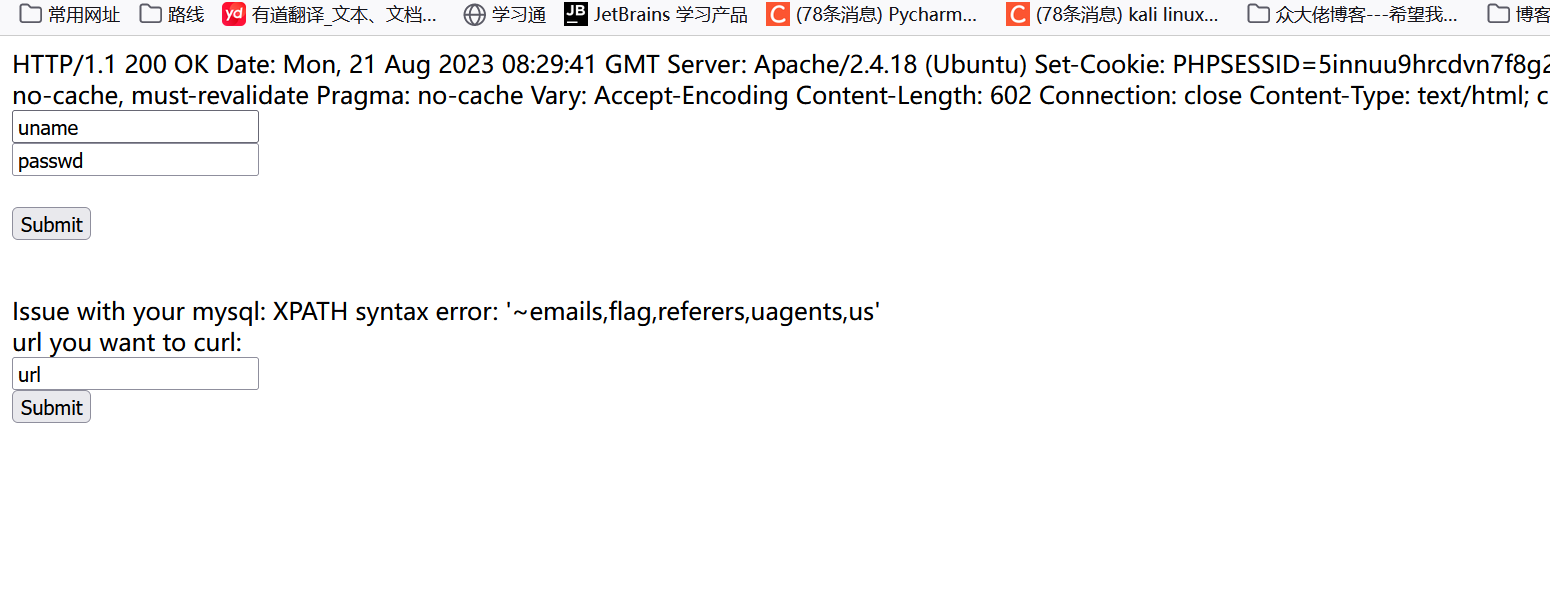 常用网址 路线 yd 有道翻译_文本、文档... 学习通 JB JetBrains 学习产品 C (78条消息) Pycharm... C (78条消息) kali linux... 众大佬博客---希望我... 博客
HTTP/1.1 200 OK Date: Mon, 21 Aug 2023 08:29:41 GMT Server: Apache/2.4.18 (Ubuntu) Set-Cookie: PHPSESSID=5innuu9hrcdvn7f8g2
no-cache, must-revalidate Pragma: no-cache Vary: Accept-Encoding Content-Length: 602 Connection: close Content-Type: text/html; c
uname
passwd
Submit
Issue with your mysql: XPATH syntax error: '~emails,flag,referers,uagents,us'
url you want to curl:
url
Submit